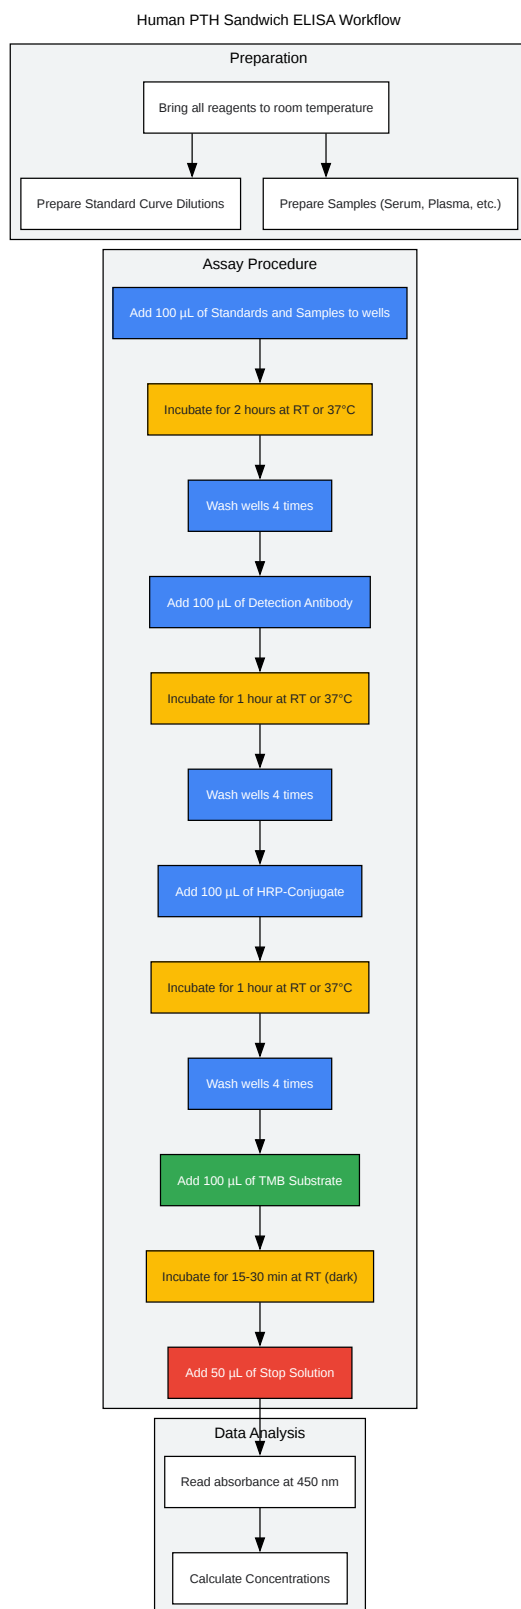 Human PTH Sandwich ELISA Workflow
Preparation
Bring all reagents to room temperature
Prepare Standard Curve Dilutions
Prepare Samples (Serum, Plasma, etc.)
Assay Procedure
Add 100 µL of Standards and Samples to wells
Incubate for 2 hours at RT or 37°C
Wash wells 4 times
Add 100 µL of Detection Antibody
Incubate for 1 hour at RT or 37°C
Wash wells 4 times
Add 100 µL of HRP-Conjugate
Incubate for 1 hour at RT or 37°C
Wash wells 4 times
Add 100 µL of TMB Substrate
Incubate for 15-30 min at RT (dark)
Add 50 µL of Stop Solution
Data Analysis
Read absorbance at 450 nm
Calculate Concentrations